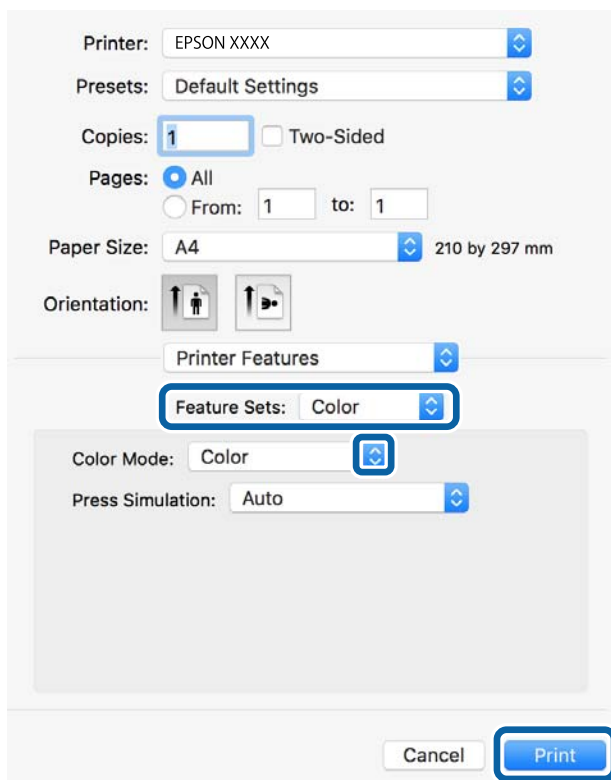 Printer: EPSON XXXX
Presets: Default Settings
Copies: 1 Two-Sided
Pages: All
From: 1 to: 1
Paper Size: A4 210 by 297 mm
Orientation:
Printer Features
Feature Sets: Color
Color Mode: Color
Press Simulation: Auto
Cancel Print